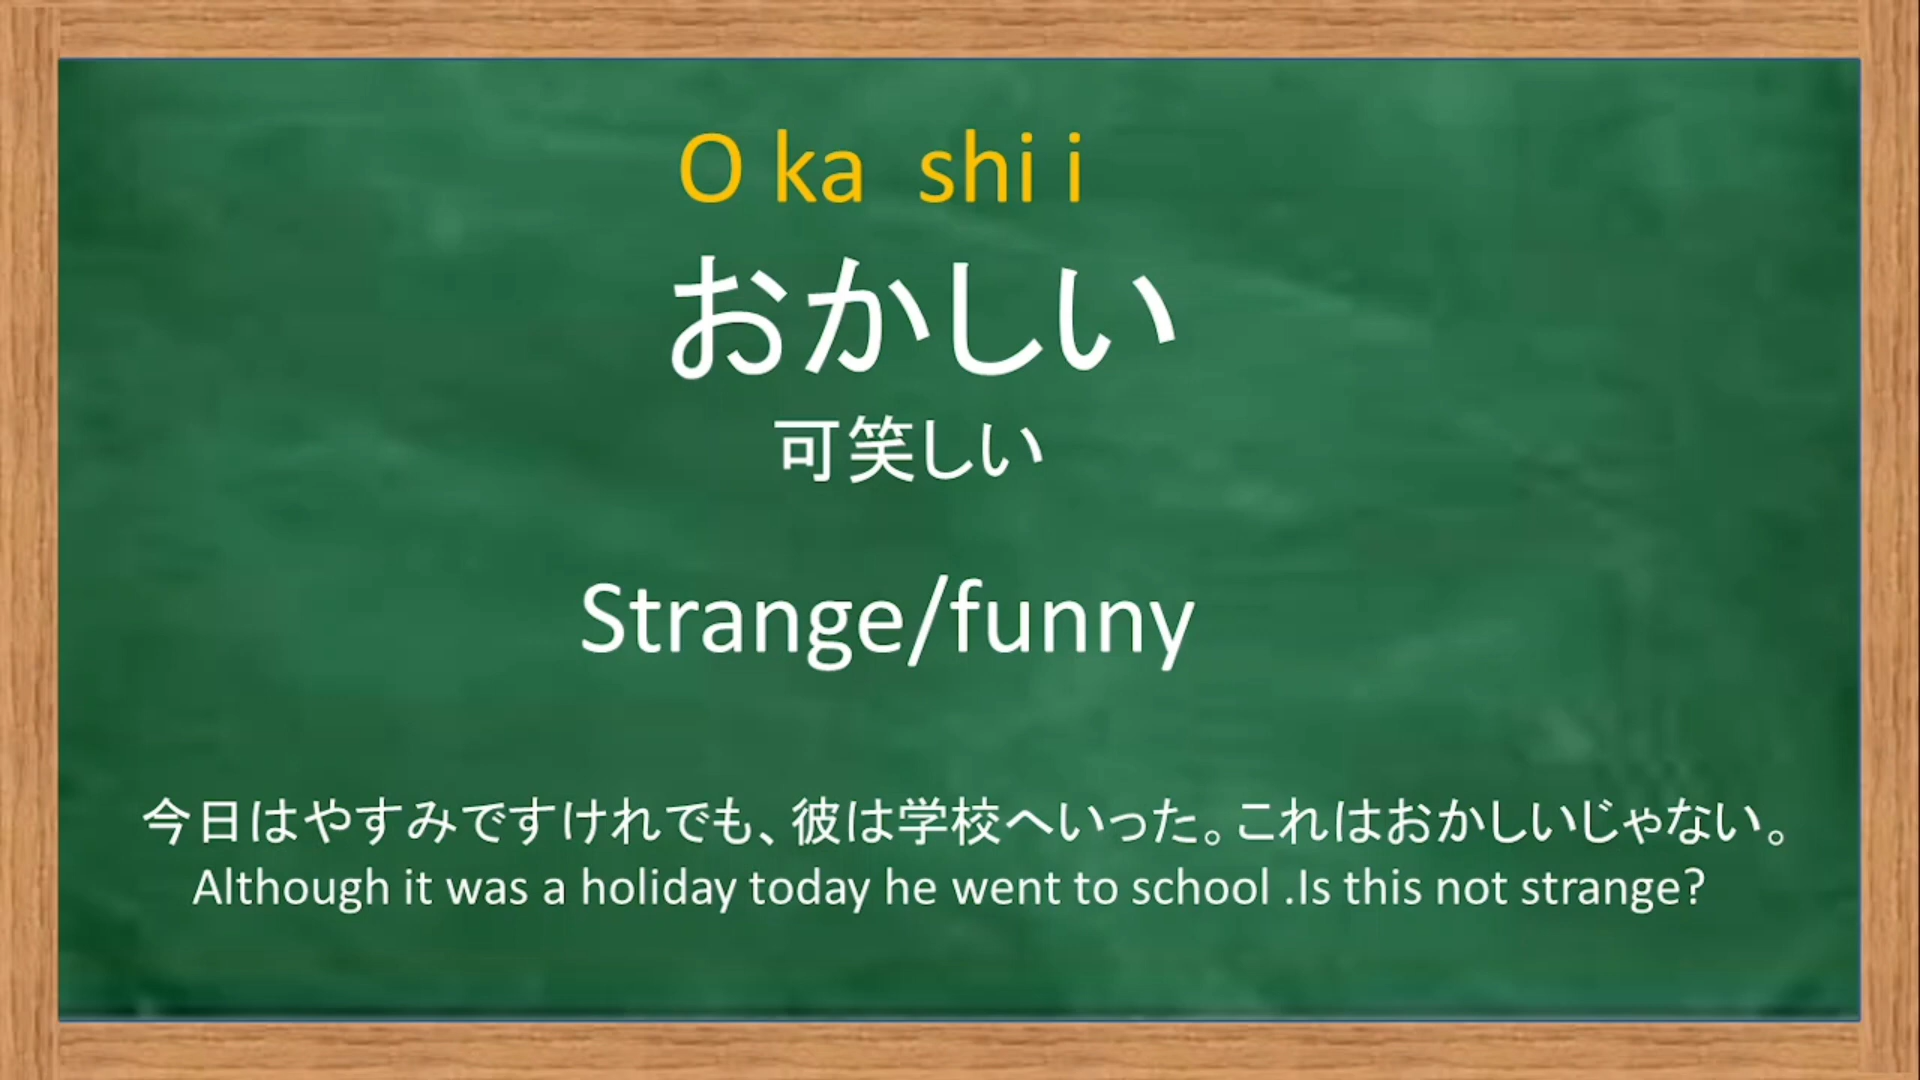 O ka shi i
おかしい
可笑しい
Strange/funny
今日はやすみですけれでも、彼は学校へいった。これはおかしいじゃない。
Although it was a holiday today he went to school .Is this not strange?